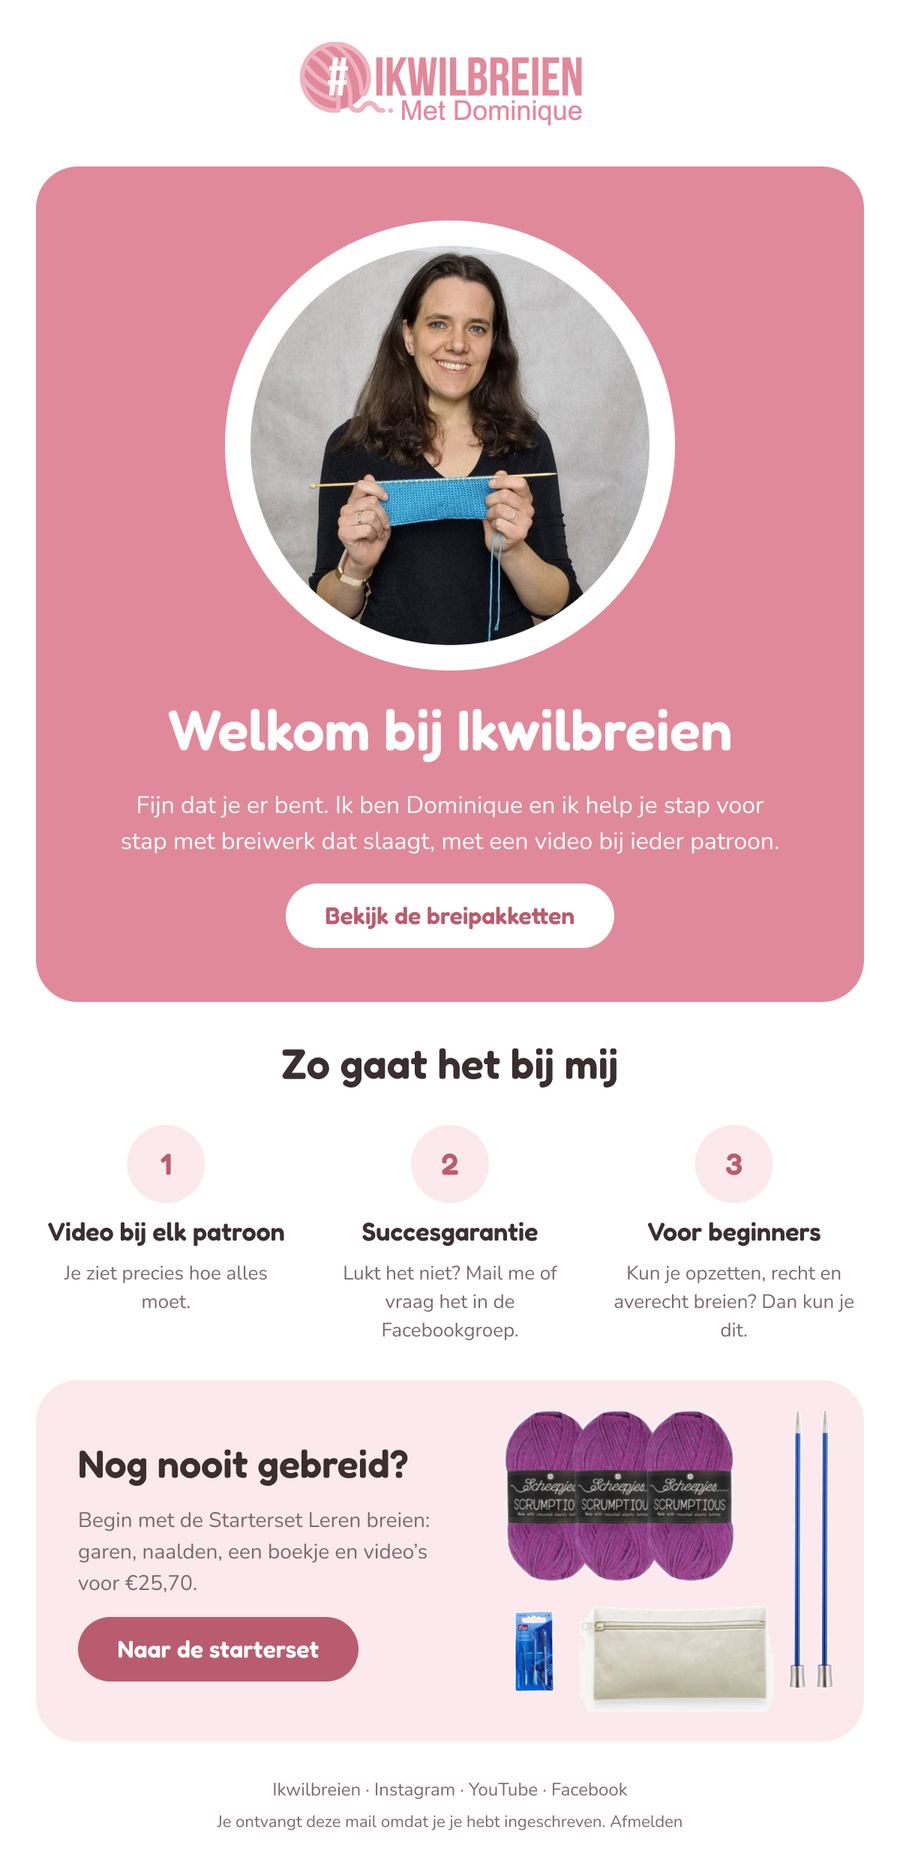 #IKWILBREIEN
Met Dominique
Welkom bij Ikwilbreien
Fijn dat je er bent. Ik ben Dominique en ik help je stap voor
stap met breiwerk dat slaagt, met een video bij ieder patroon.
Bekijk de breipakketten
Zo gaat het bij mij
1
2
3
Video bij elk patroon
Succesgarantie
Voor beginners
Je ziet precies hoe alles
moet.
Lukt het niet? Mail me of
vraag het in de
Facebookgroep.
Kun je opzetten, recht en
averecht breien? Dan kun je
dit.
Nog nooit gebreid?
Begin met de Starterset Leren breien:
garen, naalden, een boekje en video’s
voor €25,70.
Naar de starterset
Scheepjes
SCRUMPTIO
Scheepjes
SCRUMPTIOU
Scheepjes
SCRUMPTIOUS
Ikwilbreien · Instagram · YouTube · Facebook
Je ontvangt deze mail omdat je je hebt ingeschreven. Afmelden